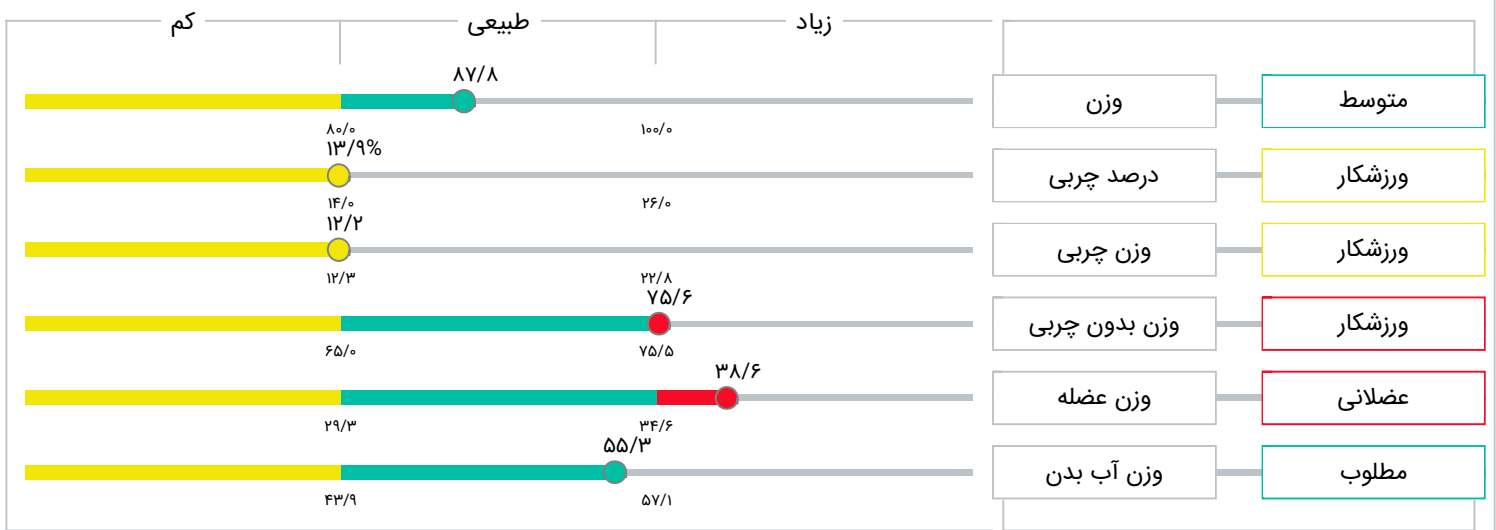 زیاد طبیعی کم
متوسط وزن ۸۷/۸
۱۰۰/۰ ۸۰/۰
ورزشکار درصد چربی ۱۳/۹%
۲۶/۰ ۱۴/۰
ورزشکار وزن چربی ۱۲/۲
۲۲/۸ ۱۲/۳
ورزشکار وزن بدون چربی ۷۵/۶
۷۵/۵ ۶۵/۰
عضلانی وزن عضله ۳۸/۶
۳۴/۶ ۲۹/۳
مطلوب وزن آب بدن ۵۵/۳
۵۷/۱ ۴۳/۹